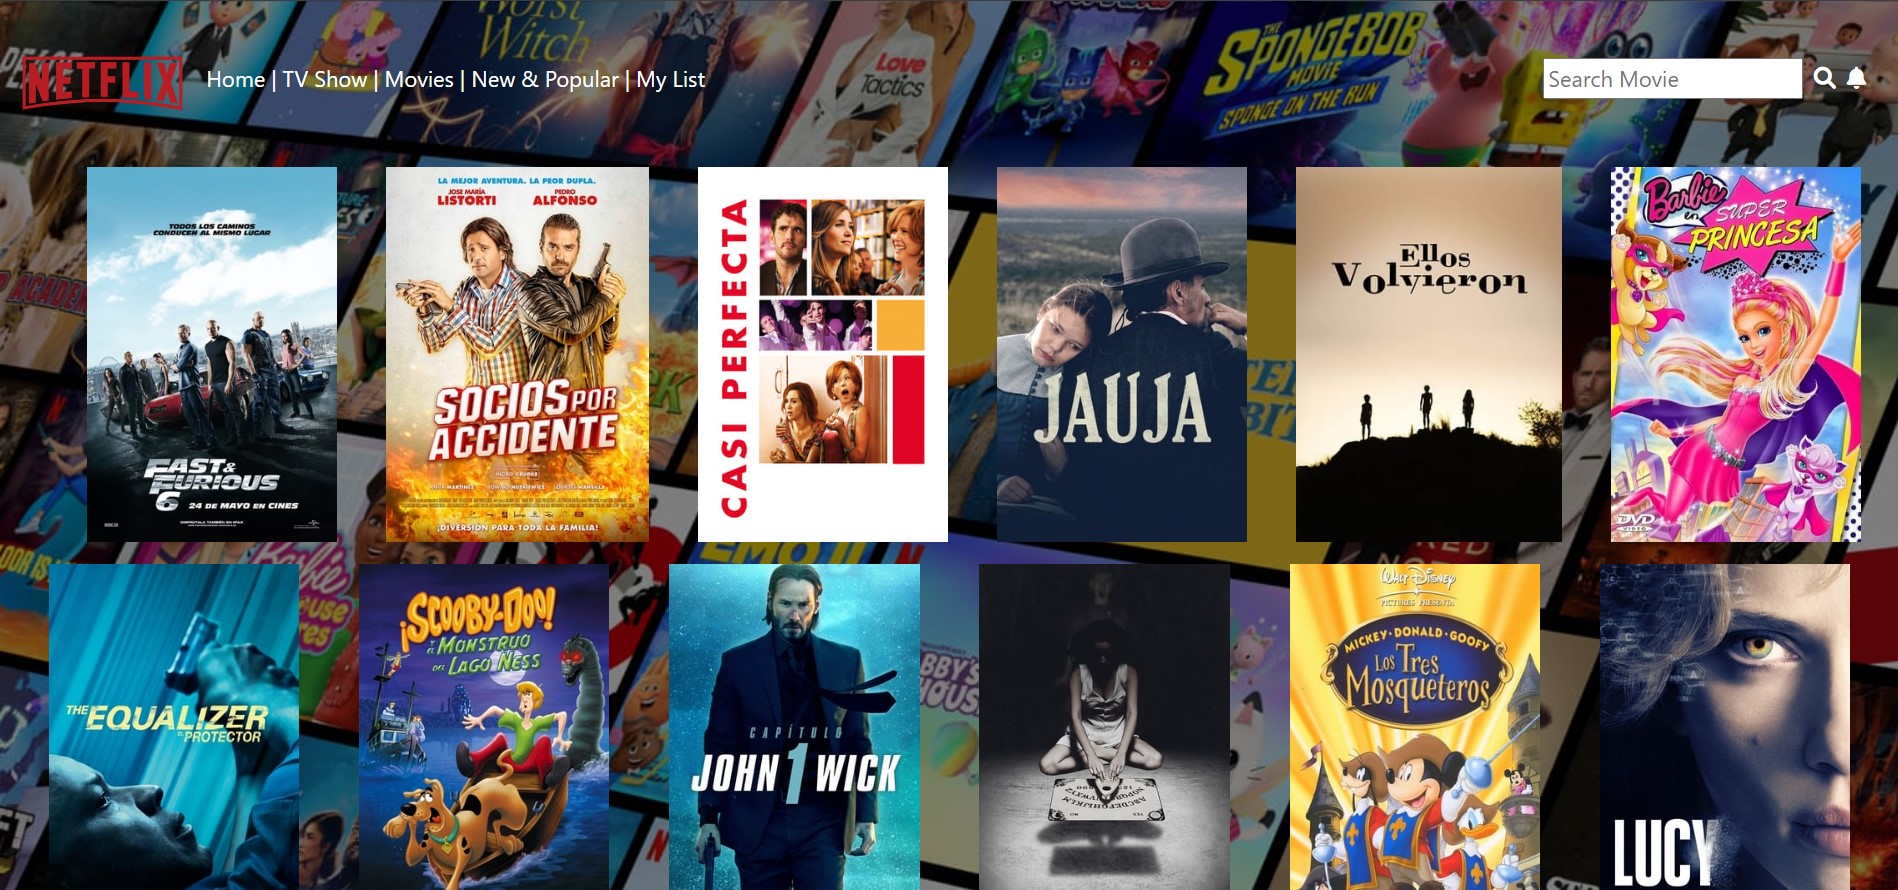 Worst
Witch
Love
Tactics
THE
SPONGEBOB
MOVIE
SPONGE ON THE RUN
NETFLIX
Home | TV Show | Movies | New & Popular | My List
Search Movie
TODOS LOS CAMINOS
CONDUCEN AL MISMO LUGAR
FAST &
FURIOUS
6
24 DE MAYO EN CINES
LA MEJOR AVENTURA. LA PEOR DUPLA.
JOSE MARÍA
LISTORTI
PEDRO
ALFONSO
SOCIOS POR
ACCIDENTE
¡DIVERSIÓN PARA TODA LA FAMILIA!
CASI PERFECTA
JAUJA
Ellos
Volvieron
Barbie
en
SUPER
PRINCESA
DVD
VIDEO
THE EQUALIZER
EL PROTECTOR
¡SCOOBY-DOO!
Y EL MONSTRUO
DEL LAGO NESS
CAPÍTULO
1
JOHN WICK
WALT DISNEY
PICTURES PRESENTA
MICKEY · DONALD · GOOFY
LOS TRES
MOSQUETEROS
LUCY